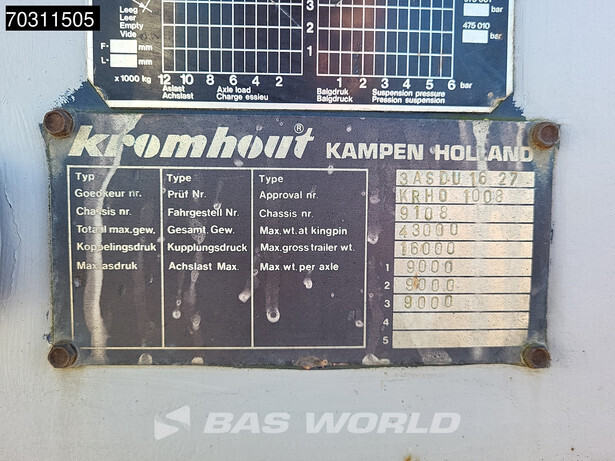 70311505
Leeg
Leer
Empty
Vide
F- mm
L- mm
3
2
1
bar
475 010
bar
x 1000 kg 12 10 8 6 4 2
Aslast Axle load
Achslast Charge essieu
1 2 3 4 5 6 bar
Balgdruk Suspension pressure
Balgdruck Pression suspension
kromhout® KAMPEN HOLLAND
Typ Type Type 3ASDU 16 27
Goedkeur nr. Prüf Nr. Approval nr. KRHO 1008
Chassis nr. Fahrgestell Nr. Chassis nr. 9108
Totaal max.gew. Gesamt. Gew. Max.wt.at kingpin 43000
Koppelingsdruk Kupplungsdruck Max.gross trailer wt. 16000
Max.asdruk Achslast Max. Max.wt.per axle 1 9000
2 9000
3 9000
4
5
BAS WORLD